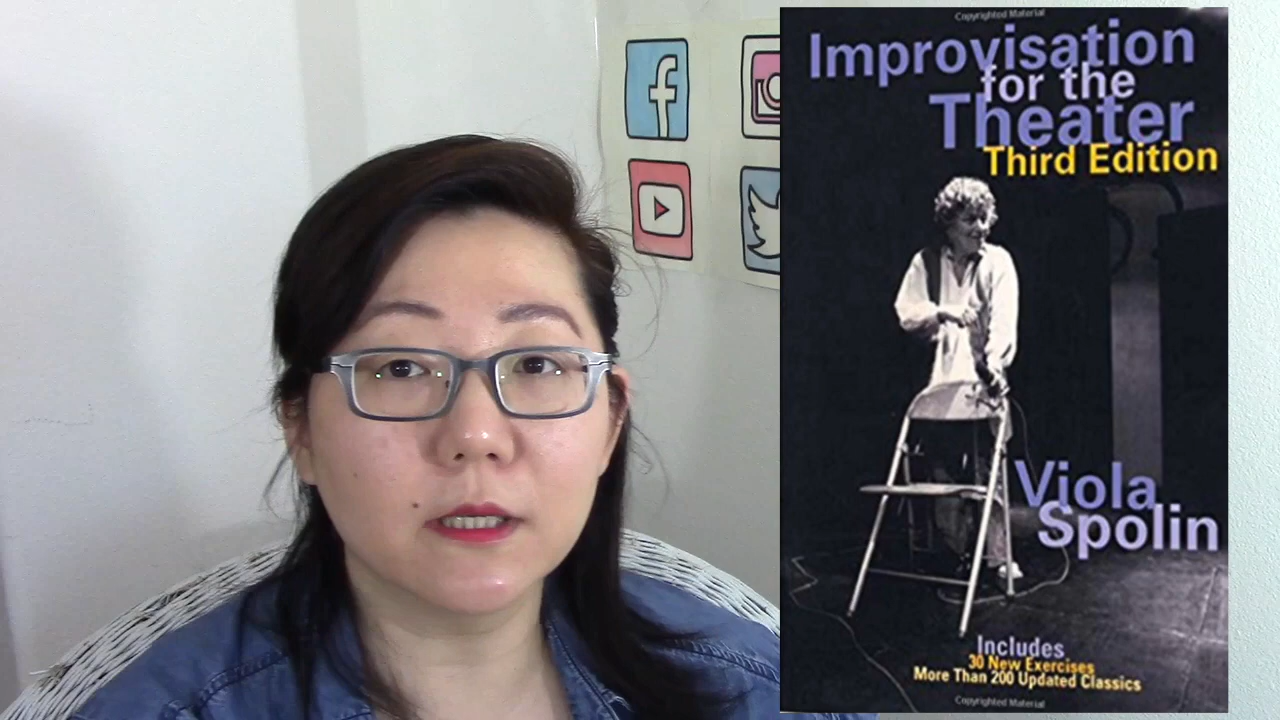 Copyrighted Material
Improvisation
for the
Theater
Third Edition
Viola
Spolin
Includes
30 New Exercises
More Than 200 Updated Classics
Copyrighted Material